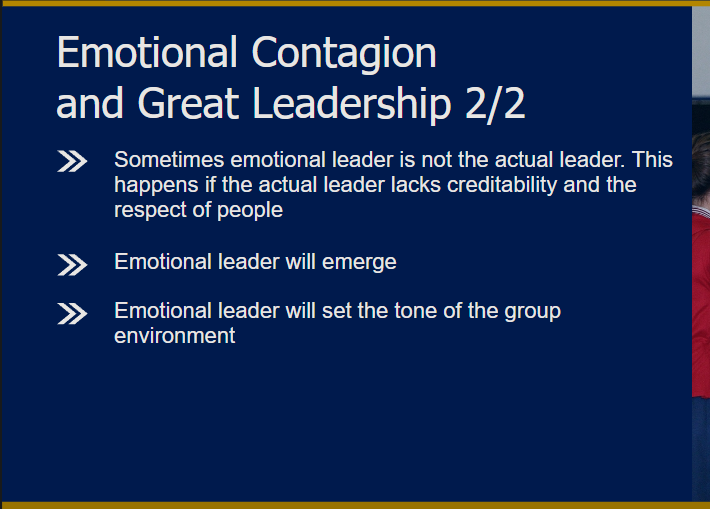 Emotional Contagion
and Great Leadership 2/2
Sometimes emotional leader is not the actual leader. This
happens if the actual leader lacks creditability and the
respect of people
Emotional leader will emerge
Emotional leader will set the tone of the group
environment